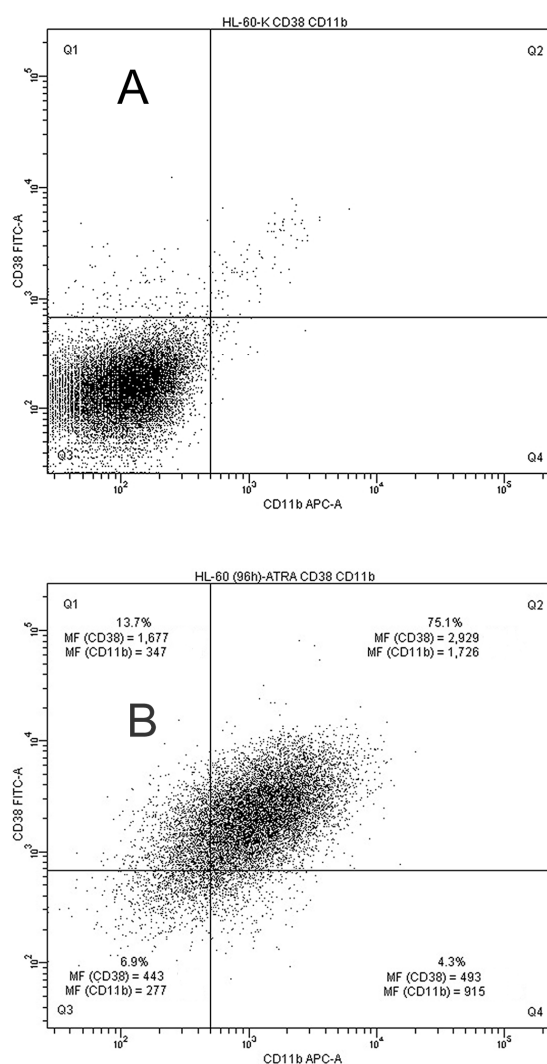 HL-60-K CD38 CD11b
Q1
Q2
A
10^5
10^4
10^3
10^2
CD38 FITC-A
Q3
Q4
10^2 10^3 10^4 10^5
CD11b APC-A
HL-60 (96h)-ATRA CD38 CD11b
Q1
Q2
13.7%
MF (CD38) = 1,677
MF (CD11b) = 347
75.1%
MF (CD38) = 2,929
MF (CD11b) = 1,726
B
10^5
10^4
10^3
10^2
CD38 FITC-A
6.9%
MF (CD38) = 443
MF (CD11b) = 277
4.3%
MF (CD38) = 493
MF (CD11b) = 915
Q3
Q4
10^2 10^3 10^4 10^5
CD11b APC-A